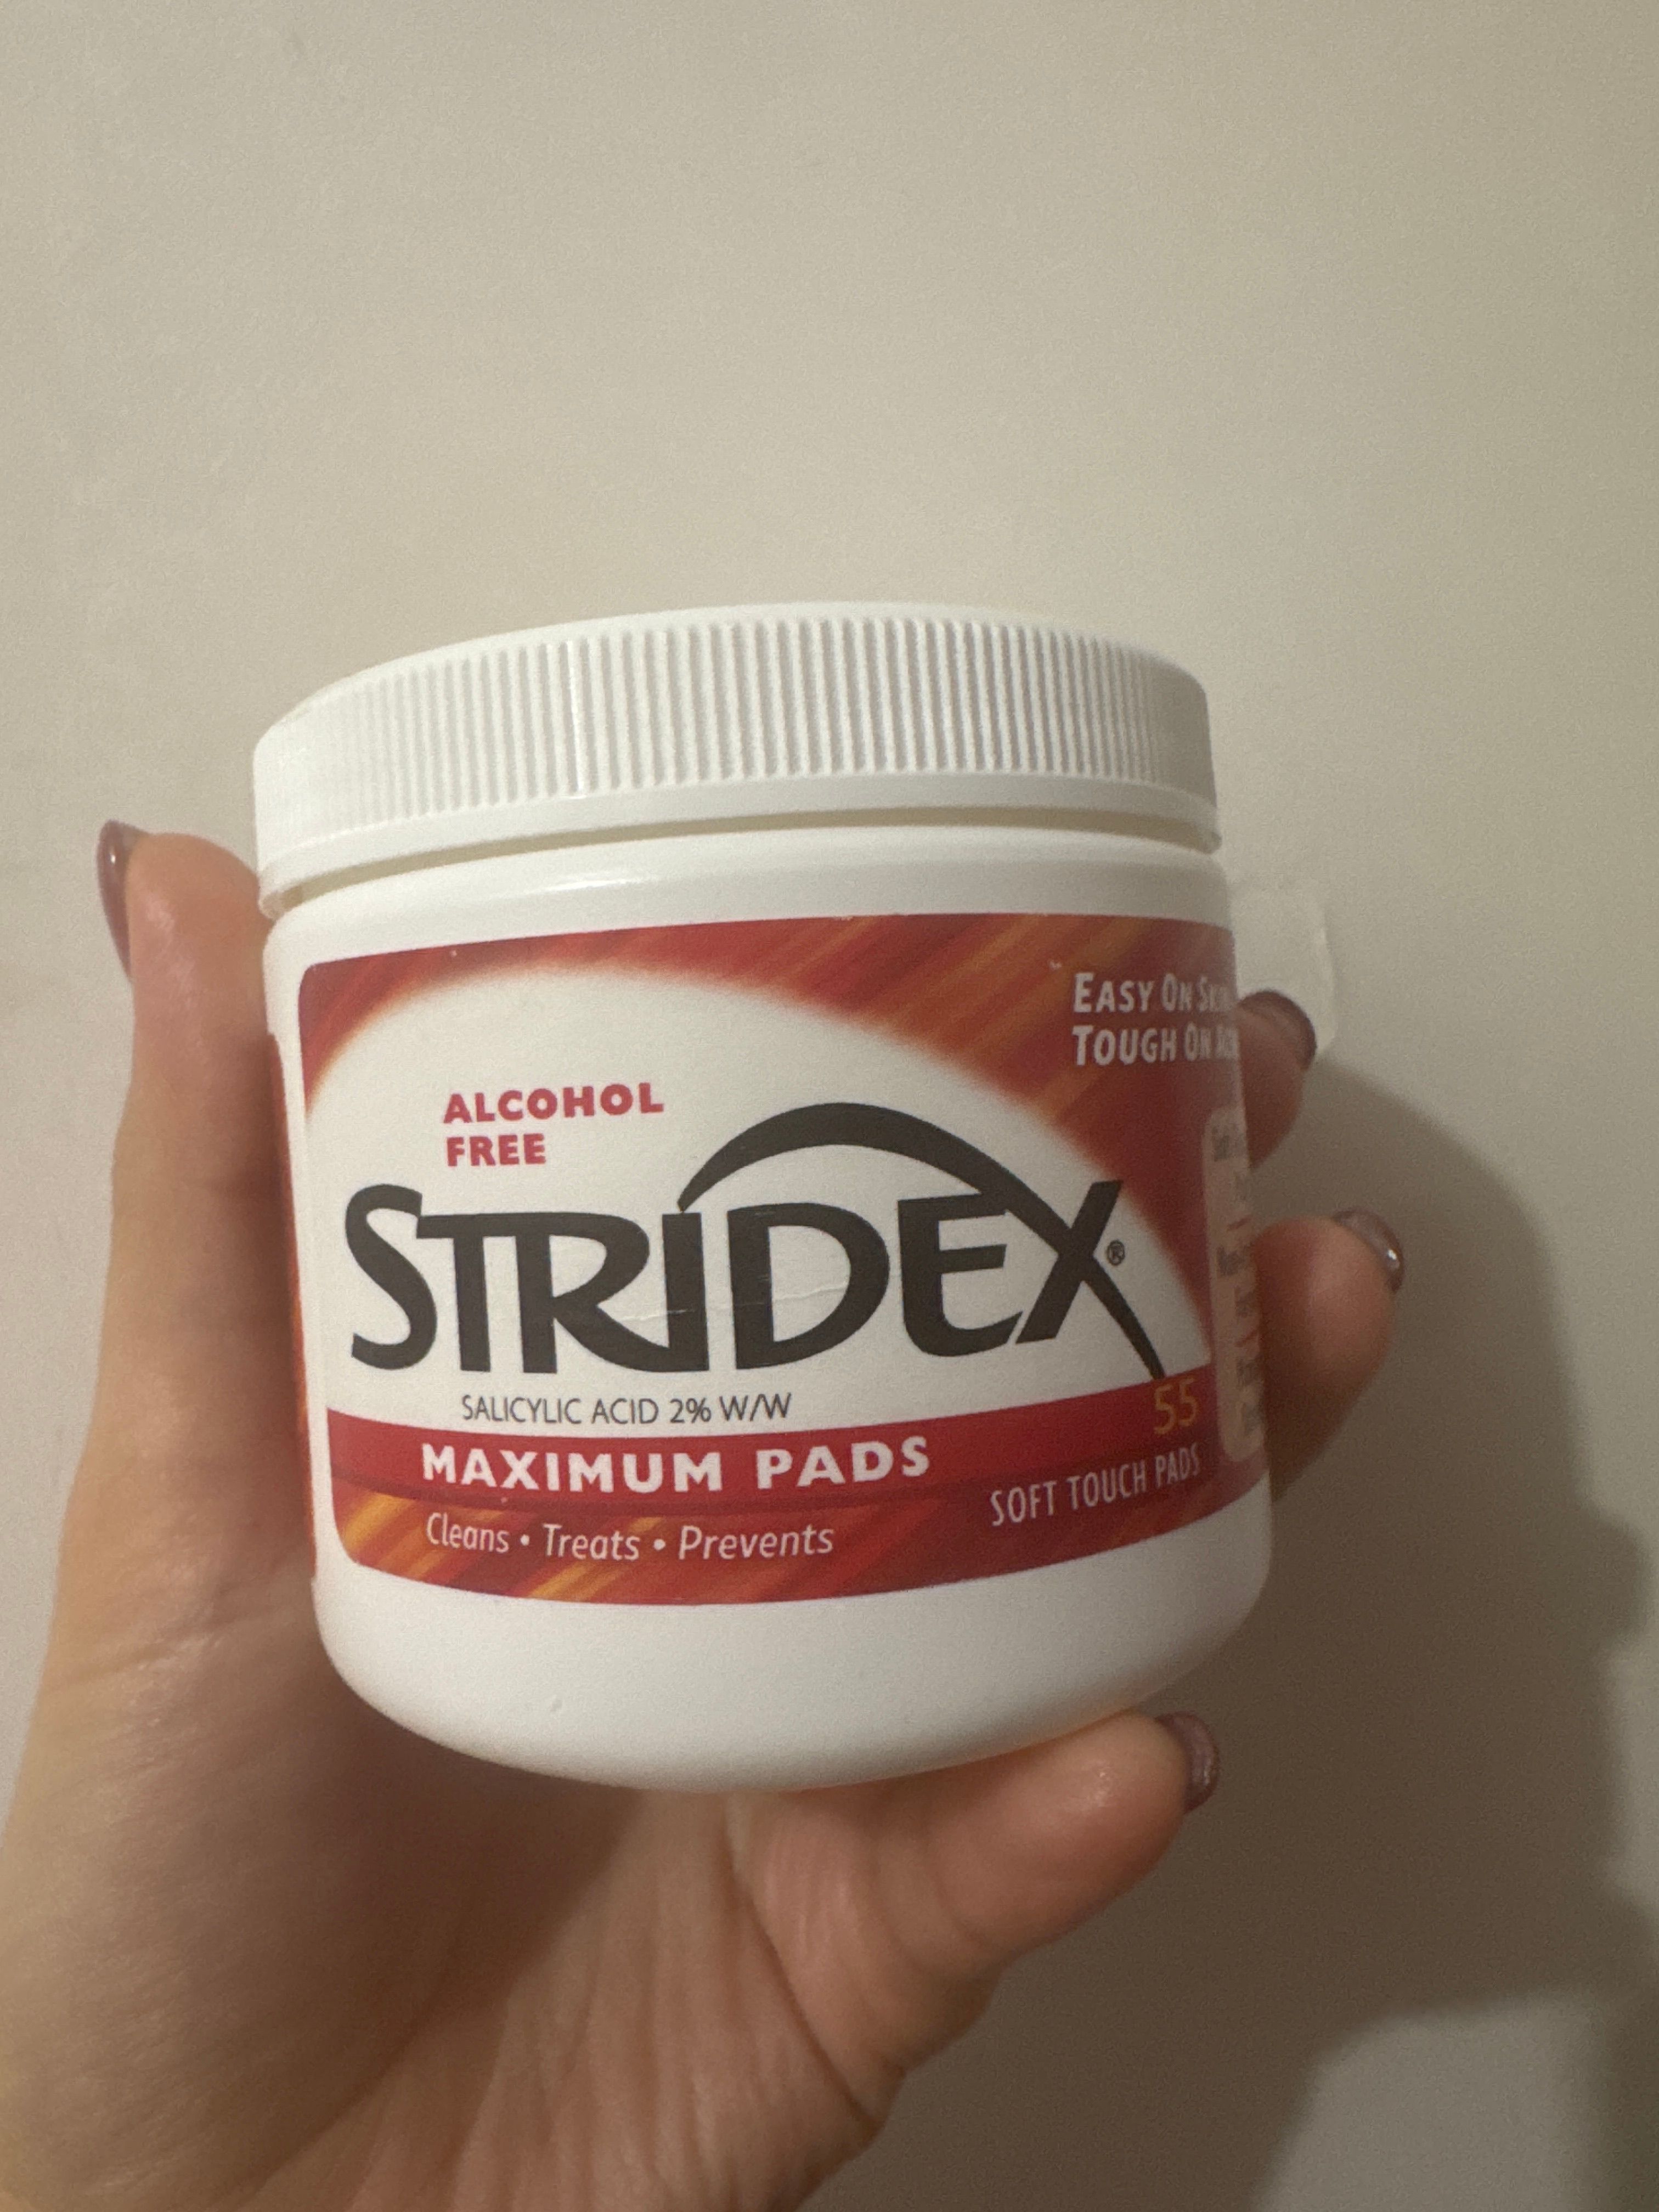 EASY ON
TOUGH ON
ALCOHOL
FREE
STRIDEX®
SALICYLIC ACID 2% W/W
55
MAXIMUM PADS
SOFT TOUCH PADS
Cleans • Treats • Prevents